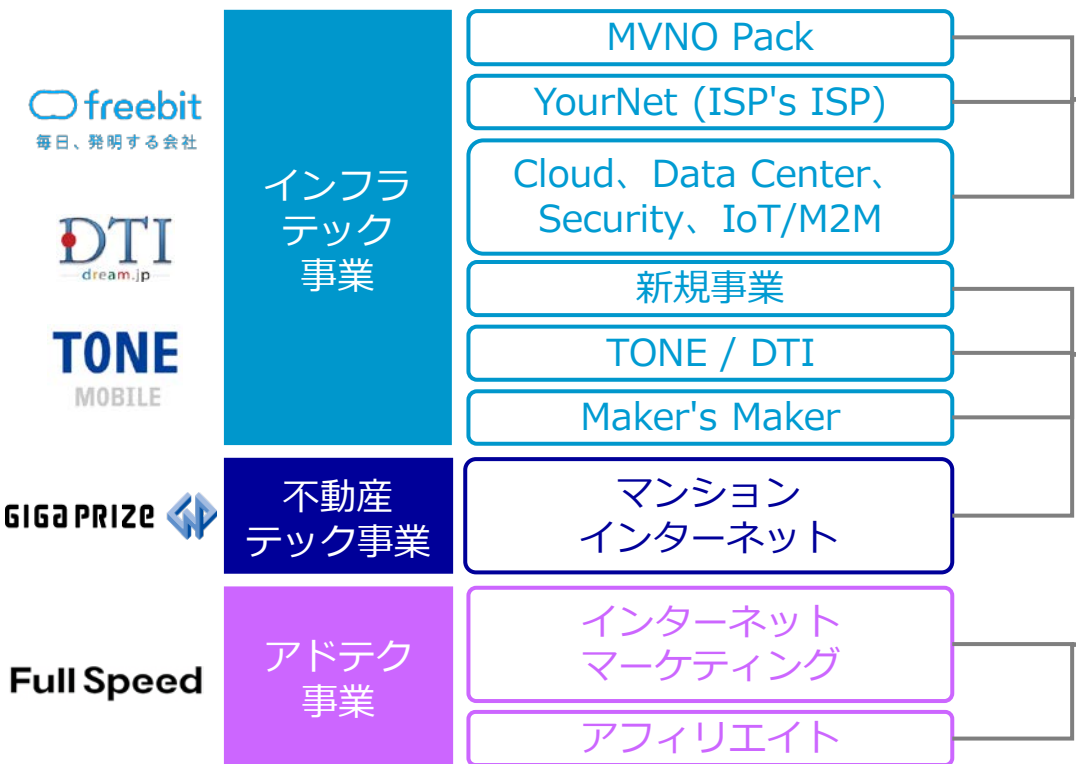 freebit
毎日、発明する会社
DTI
dream.jp
TONE
MOBILE
インフラ
テック
事業
MVNO Pack
YourNet (ISP's ISP)
Cloud、Data Center、
Security、IoT/M2M
新規事業
TONE / DTI
Maker's Maker
GIGA PRIZE
不動産
テック事業
マンション
インターネット
Full Speed
アドテク
事業
インターネット
マーケティング
アフィリエイト